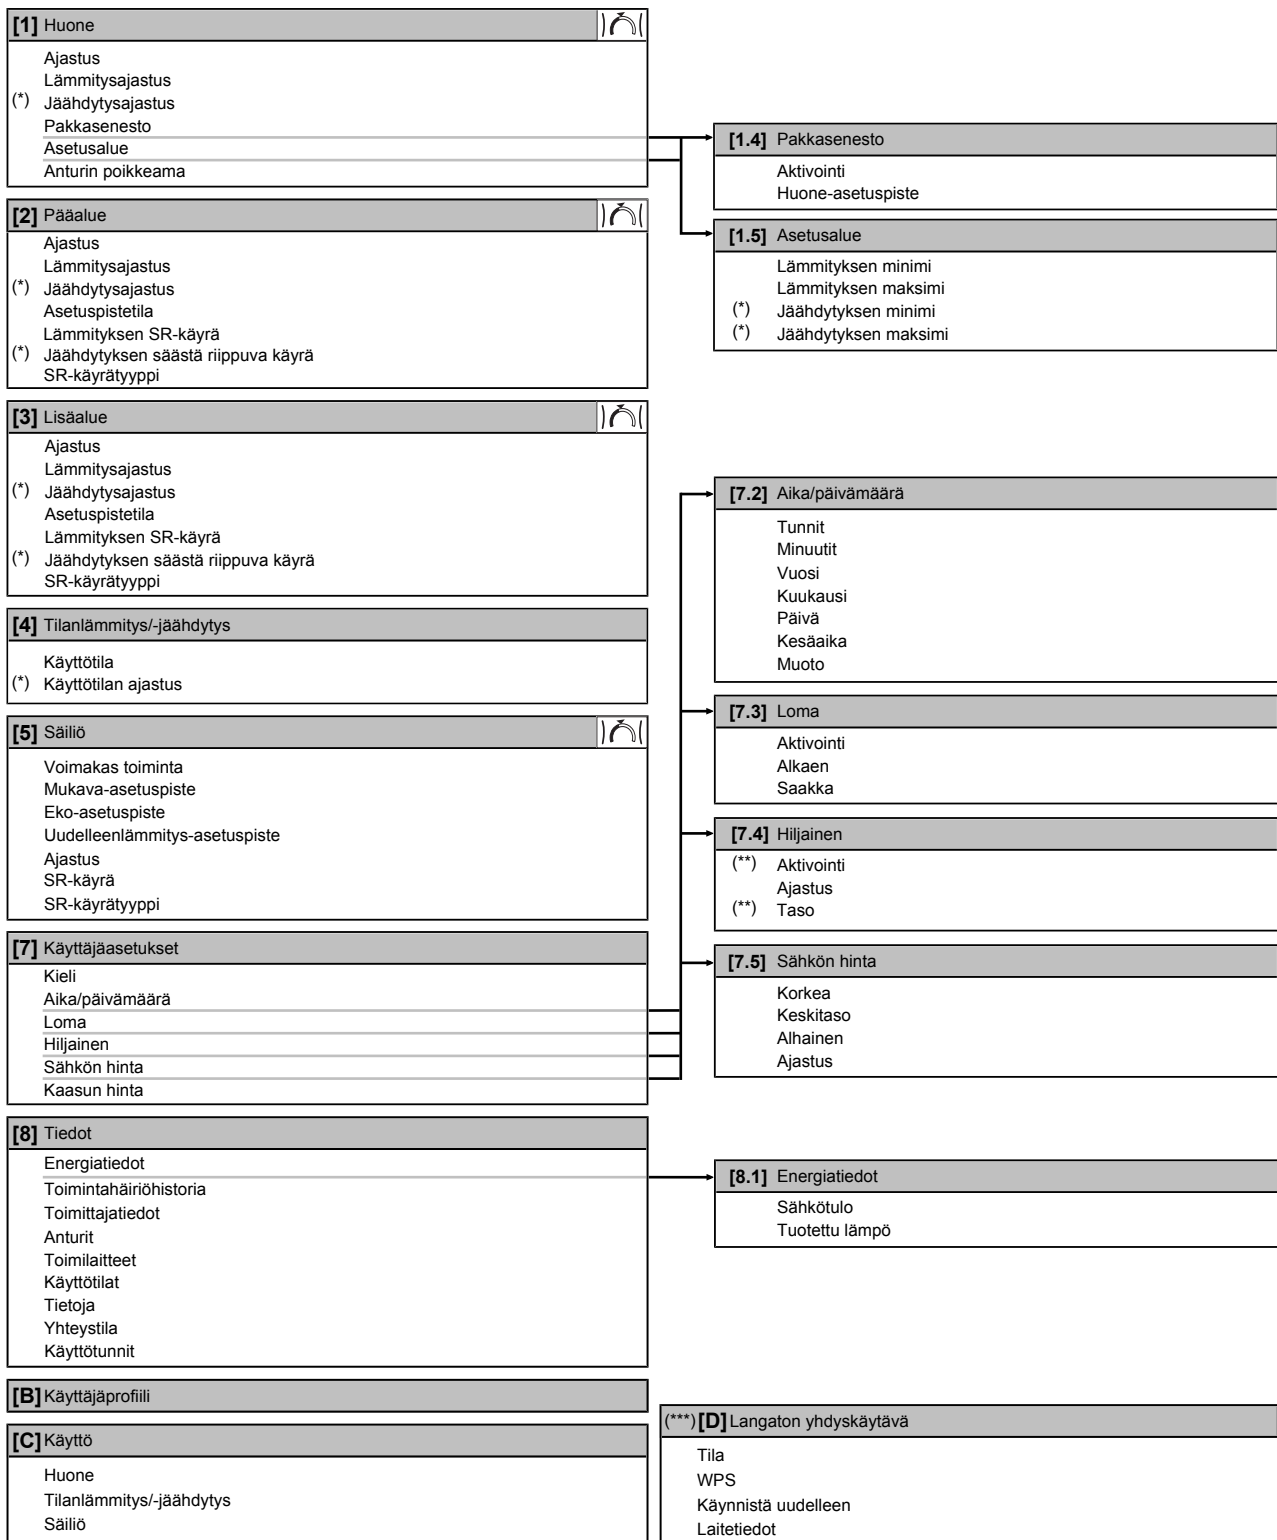 [1] Huone
Ajastus
Lämmitysajastus
(*) Jäähdytysajastus
Pakkasenesto
Asetusalue
Anturin poikkeama
[1.4] Pakkasenesto
Aktivointi
Huone-asetuspiste
[1.5] Asetusalue
Lämmityksen minimi
Lämmityksen maksimi
(*) Jäähdytyksen minimi
(*) Jäähdytyksen maksimi
[2] Pääalue
Ajastus
Lämmitysajastus
(*) Jäähdytysajastus
Asetuspistetila
Lämmityksen SR-käyrä
(*) Jäähdytyksen säästä riippuva käyrä
SR-käyrätyyppi
[3] Lisäalue
Ajastus
Lämmitysajastus
(*) Jäähdytysajastus
Asetuspistetila
Lämmityksen SR-käyrä
(*) Jäähdytyksen säästä riippuva käyrä
SR-käyrätyyppi
[4] Tilanlämmitys/-jäähdytys
Käyttötila
(*) Käyttötilan ajastus
[5] Säiliö
Voimakas toiminta
Mukava-asetuspiste
Eko-asetuspiste
Uudelleenlämmitys-asetuspiste
Ajastus
SR-käyrä
SR-käyrätyyppi
[7] Käyttäjäasetukset
Kieli
Aika/päivämäärä
Loma
Hiljainen
Sähkön hinta
Kaasun hinta
[7.2] Aika/päivämäärä
Tunnit
Minuutit
Vuosi
Kuukausi
Päivä
Kesäaika
Muoto
[7.3] Loma
Aktivointi
Alkaen
Saakka
[7.4] Hiljainen
(**) Aktivointi
Ajastus
(**) Taso
[7.5] Sähkön hinta
Korkea
Keskitaso
Alhainen
Ajastus
[8] Tiedot
Energiatiedot
Toimintahäiriöhistoria
Toimittajatiedot
Anturit
Toimilaitteet
Käyttötilat
Tietoja
Yhteystila
Käyttötunnit
[8.1] Energiatiedot
Sähkötulo
Tuotettu lämpö
[B] Käyttäjäprofiili
[C] Käyttö
Huone
Tilanlämmitys/-jäähdytys
Säiliö
(***) [D] Langaton yhdyskäytävä
Tila
WPS
Käynnistä uudelleen
Laitetiedot